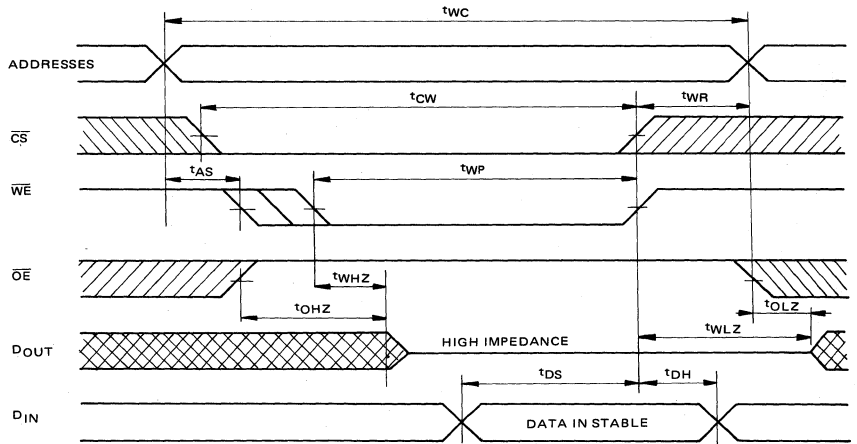 tWC
ADDRESSES
tCW
tWR
CS
tAS
tWP
WE
OE
tWHZ
tOHZ
tOLZ
tWLZ
DOUT
HIGH IMPEDANCE
tDS
tDH
DIN
DATA IN STABLE